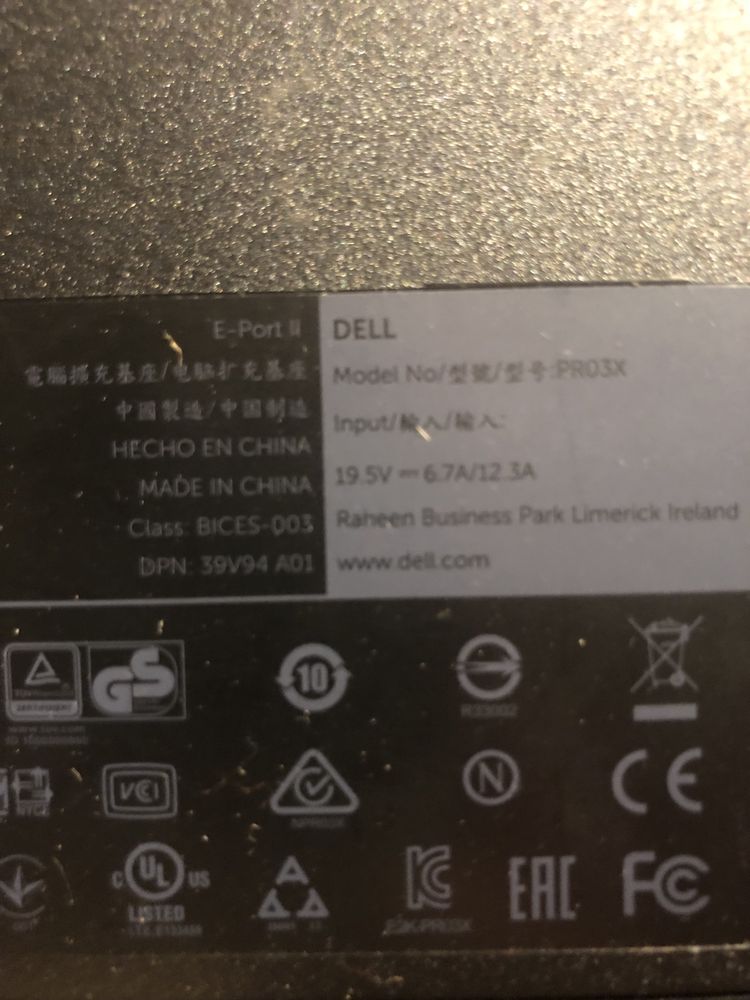 E-Port II
電腦擴充基座/电脑扩充基座
中國製造/中国制造
HECHO EN CHINA
MADE IN CHINA
Class: BICES-003
DPN: 39V94 A01
DELL
Model No/型號/型号:PR03X
Input/輸入/输入:
19.5V ⎓ 6.7A/12.3A
Raheen Business Park Limerick Ireland
www.dell.com
GS
10
R33002
NYCE
VCI
N
CE
c UL US
LISTED
EAC
FC